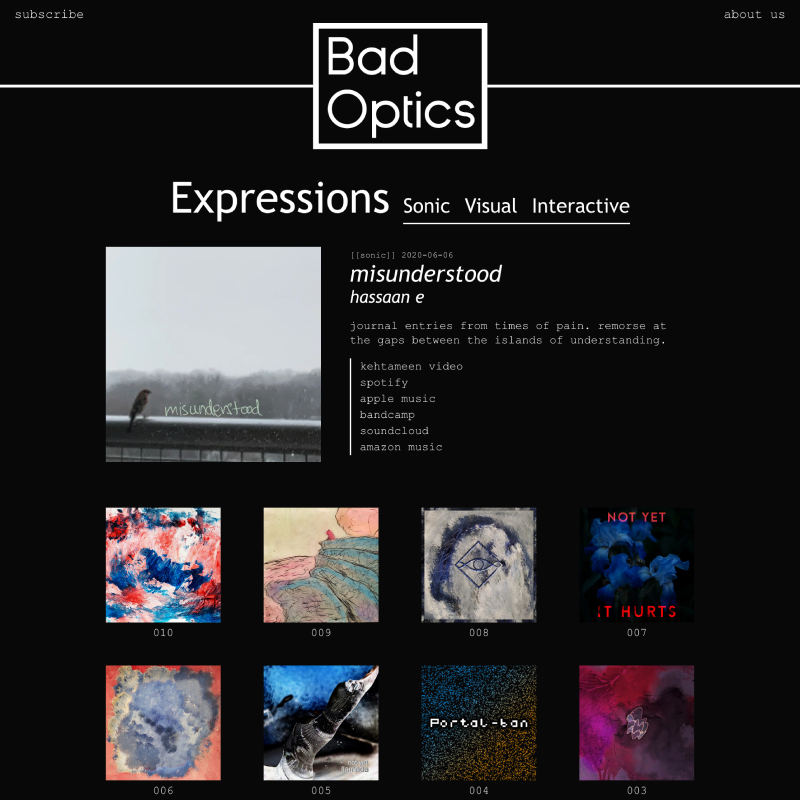 subscribe
about us
Bad
Optics
Expressions Sonic Visual Interactive
[[sonic]] 2020-06-06
misunderstood
hassaan e
journal entries from times of pain. remorse at
the gaps between the islands of understanding.
kehtameen video
spotify
apple music
bandcamp
soundcloud
amazon music
misunderstood
NOT YET
IT HURTS
010
009
008
007
Portal-ban
006
005
004
003